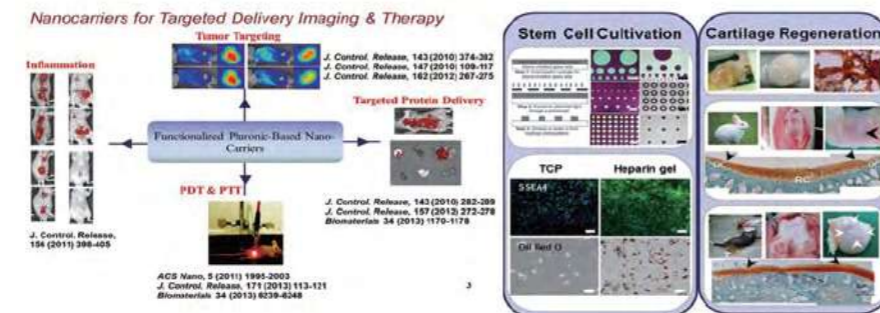 Nanocarriers for Targeted Delivery Imaging & Therapy
Tumor Targeting
J. Control. Release, 143 (2010) 374-382
J. Control. Release, 147 (2010) 109-117
J. Control. Release, 162 (2012) 267-275
Inflammation
Targeted Protein Delivery
Functionalized Pluronic-Based Nano-
Carriers
PDT & PTT
J. Control. Release, 143 (2010) 282-289
J. Control. Release, 157 (2012) 272-278
Biomaterials 34 (2013) 1170-1178
J. Control. Release,
154 (2011) 398-405
ACS Nano, 5 (2011) 1995-2003
J. Control. Release, 171 (2013) 113-121
Biomaterials 34 (2013) 6239-6248
3
Stem Cell Cultivation
TCP
Heparin gel
SSEA4
Oil Red O
Cartilage Regeneration
RC